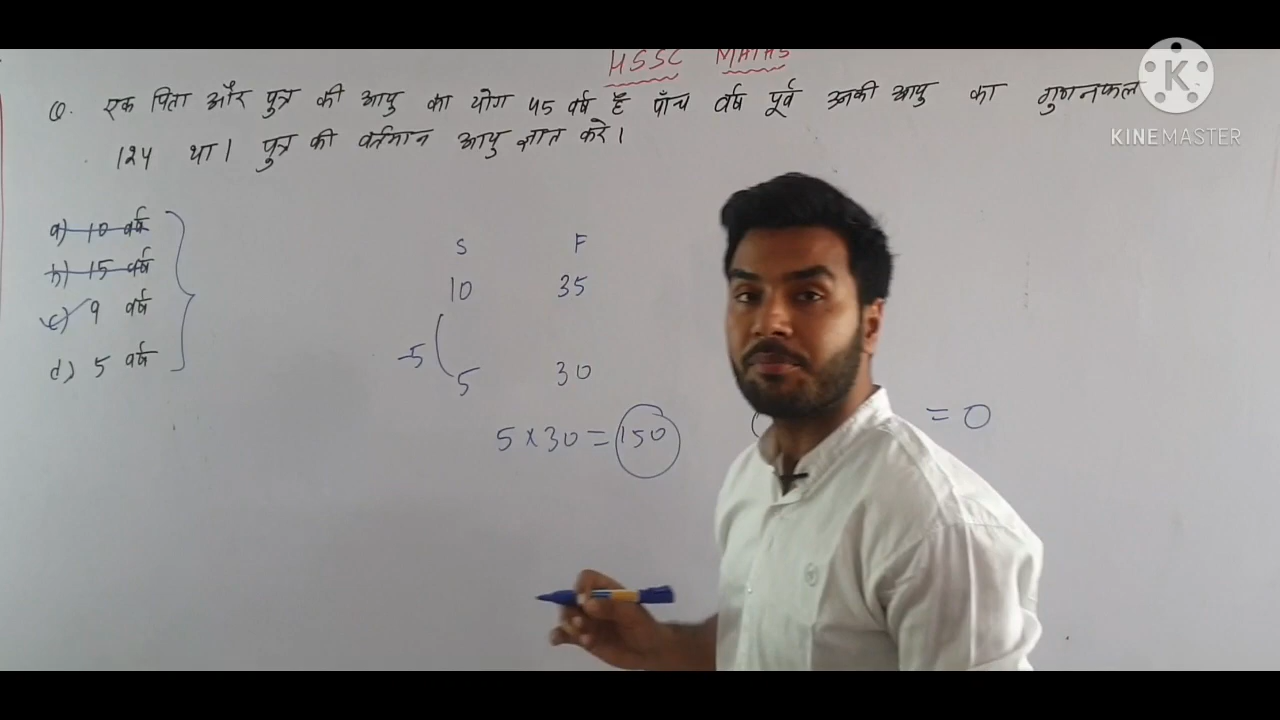 HSSC MATHS
Q. एक पिता और पुत्र की आयु का योग 45 वर्ष है पाँच वर्ष पूर्व उनकी आयु का गुणनफल
124 था। पुत्र की वर्तमान आयु ज्ञात करे।
a) 10 वर्ष
b) 15 वर्ष
c) 9 वर्ष
d) 5 वर्ष
S F
10 35
-5
5 30
5 × 30 = 150
( = 0
K
KINEMASTER